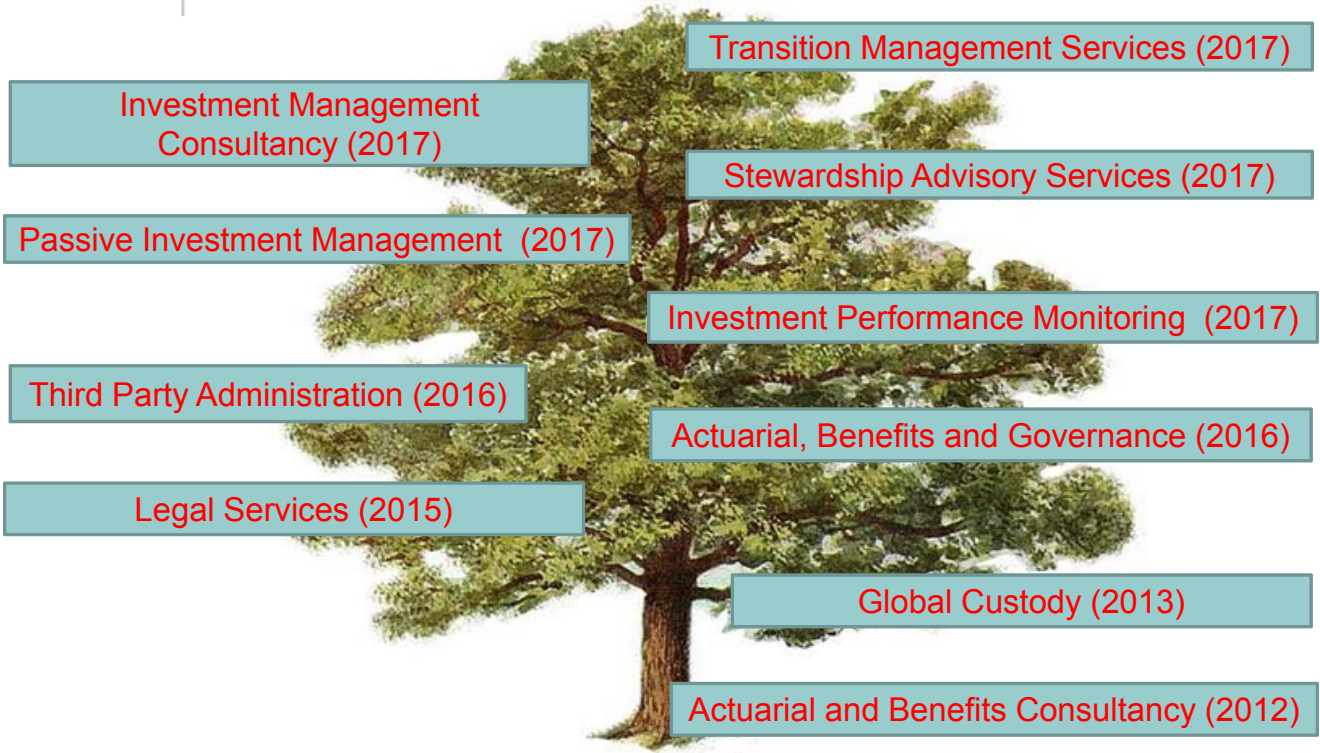 Transition Management Services (2017)
Investment Management
Consultancy (2017)
Stewardship Advisory Services (2017)
Passive Investment Management (2017)
Investment Performance Monitoring (2017)
Third Party Administration (2016)
Actuarial, Benefits and Governance (2016)
Legal Services (2015)
Global Custody (2013)
Actuarial and Benefits Consultancy (2012)